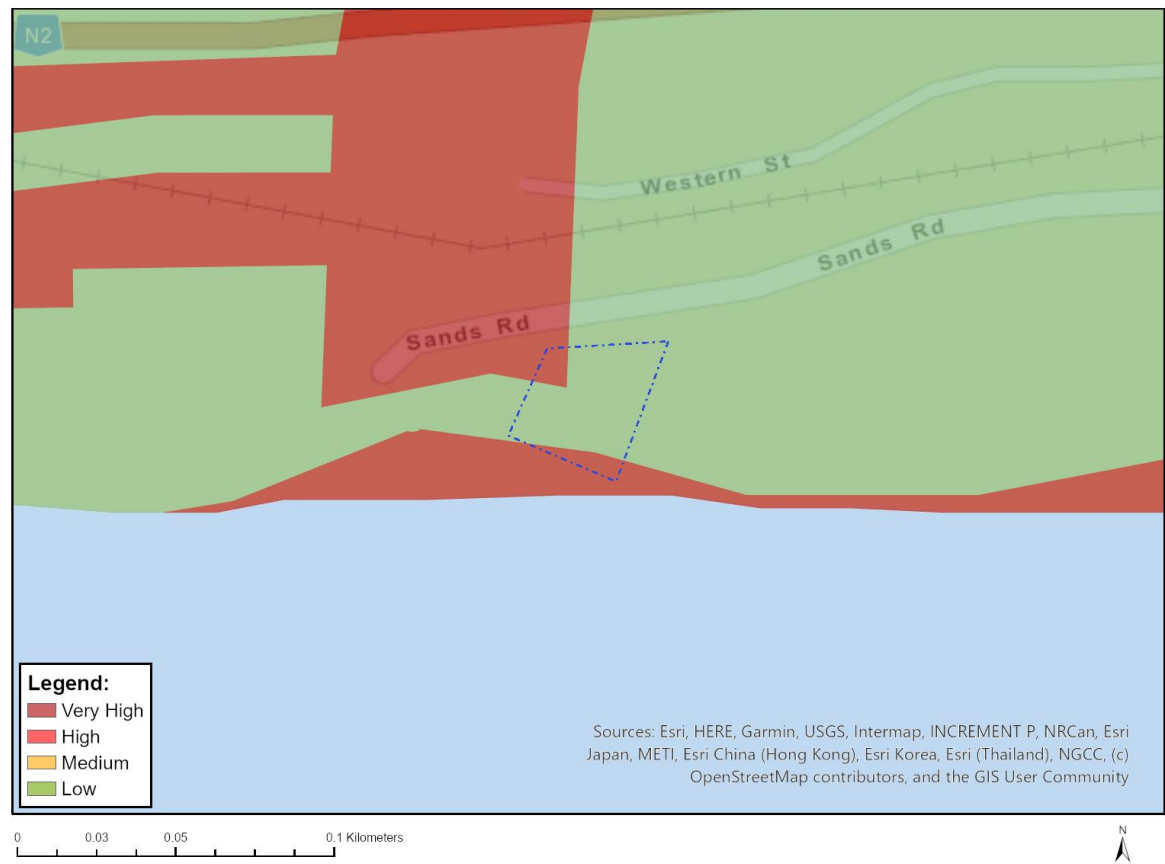 N2
Western St
Sands Rd
Sands Rd
Legend:
Very High
High
Medium
Low
Sources: Esri, HERE, Garmin, USGS, Intermap, INCREMENT P, NRCan, Esri
Japan, METI, Esri China (Hong Kong), Esri Korea, Esri (Thailand), NGCC, (c)
OpenStreetMap contributors, and the GIS User Community
0 0.03 0.05 0.1 Kilometers
N